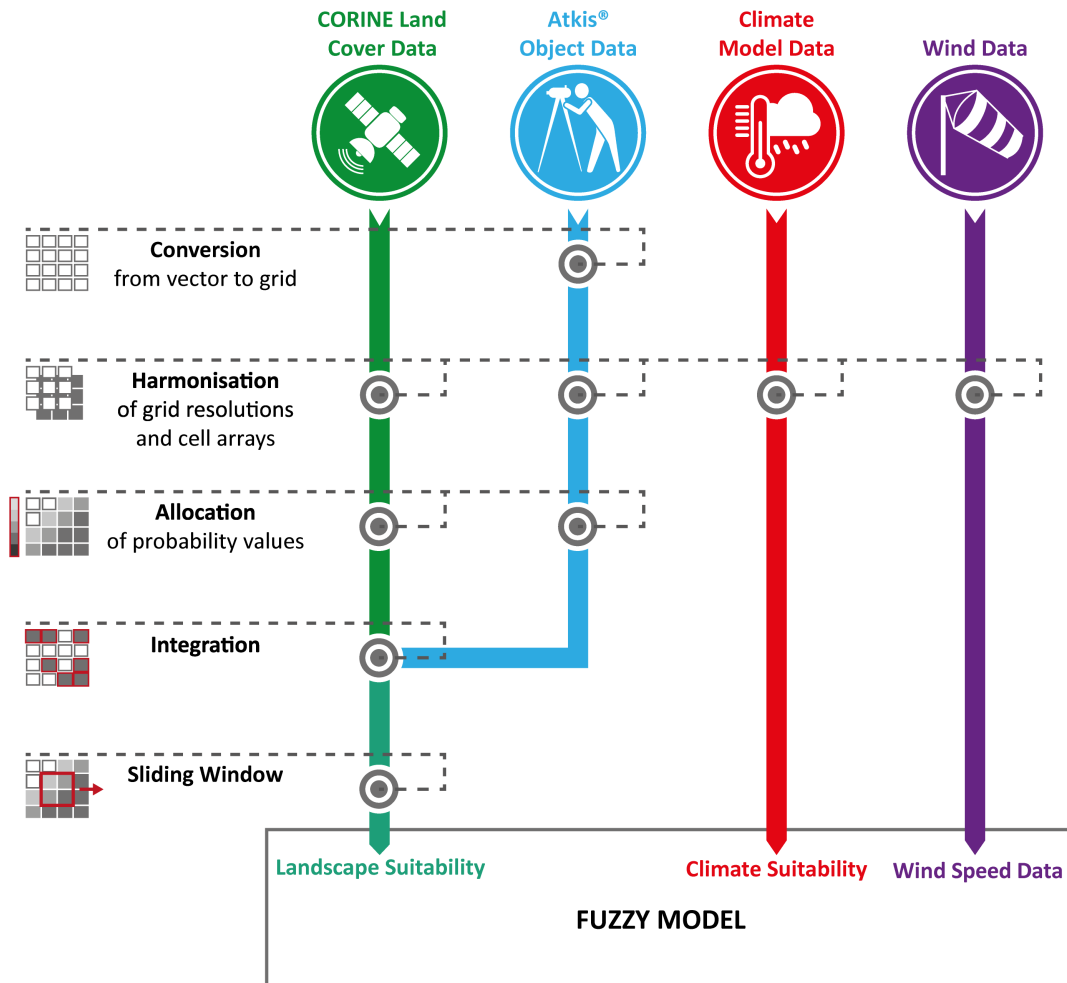 CORINE Land
Cover Data
Atkis®
Object Data
Climate
Model Data
Wind Data
Conversion
from vector to grid
Harmonisation
of grid resolutions
and cell arrays
Allocation
of probability values
Integration
Sliding Window
Landscape Suitability
Climate Suitability
Wind Speed Data
FUZZY MODEL